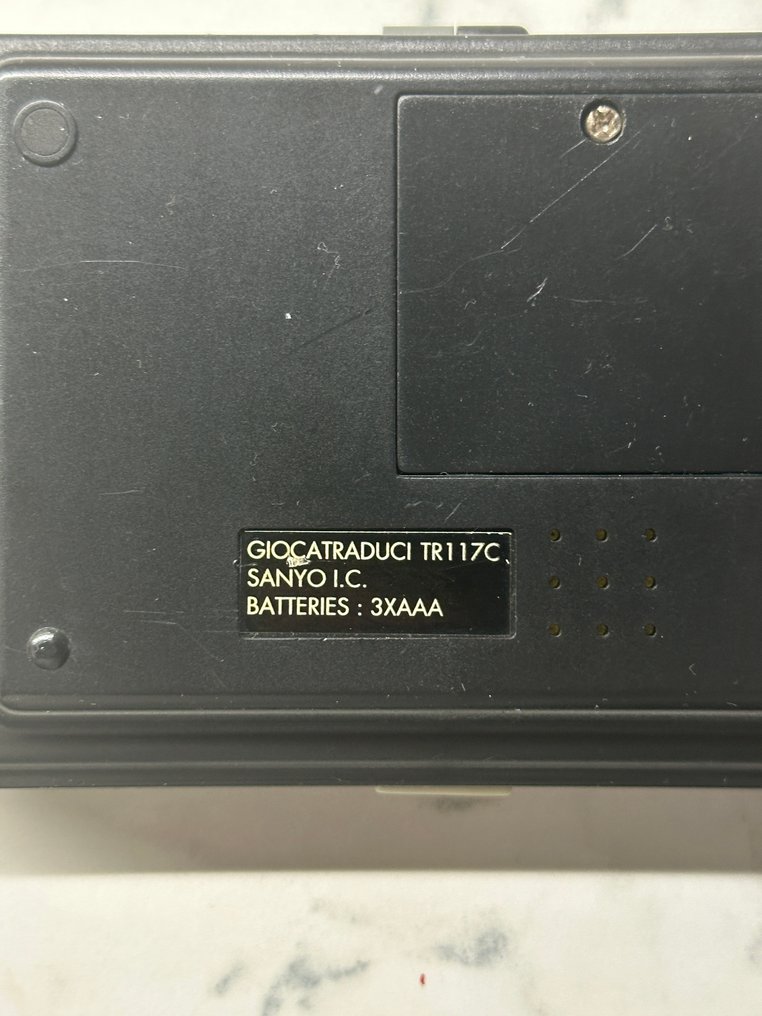 GIOCATRADUCI TR117C
SANYO I.C.
BATTERIES : 3XAAA